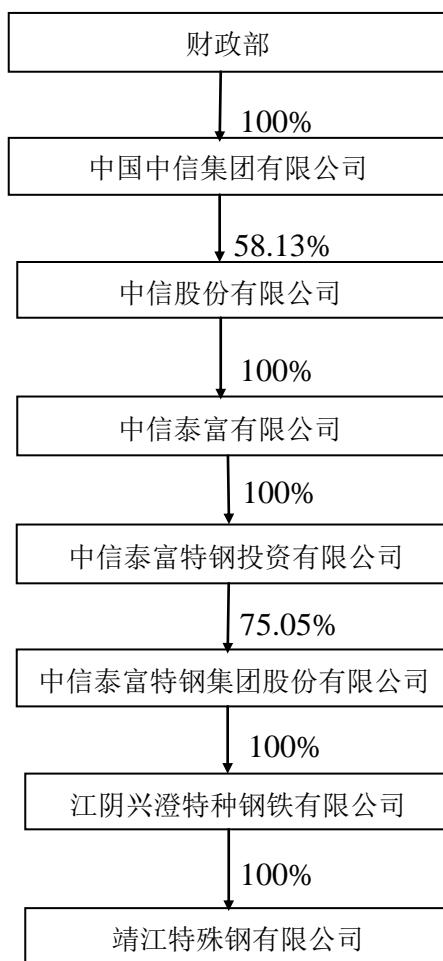 财政部
100%
中国中信集团有限公司
58.13%
中信股份有限公司
100%
中信泰富有限公司
100%
中信泰富特钢投资有限公司
75.05%
中信泰富特钢集团股份有限公司
100%
江阴兴澄特种钢铁有限公司
100%
靖江特殊钢有限公司